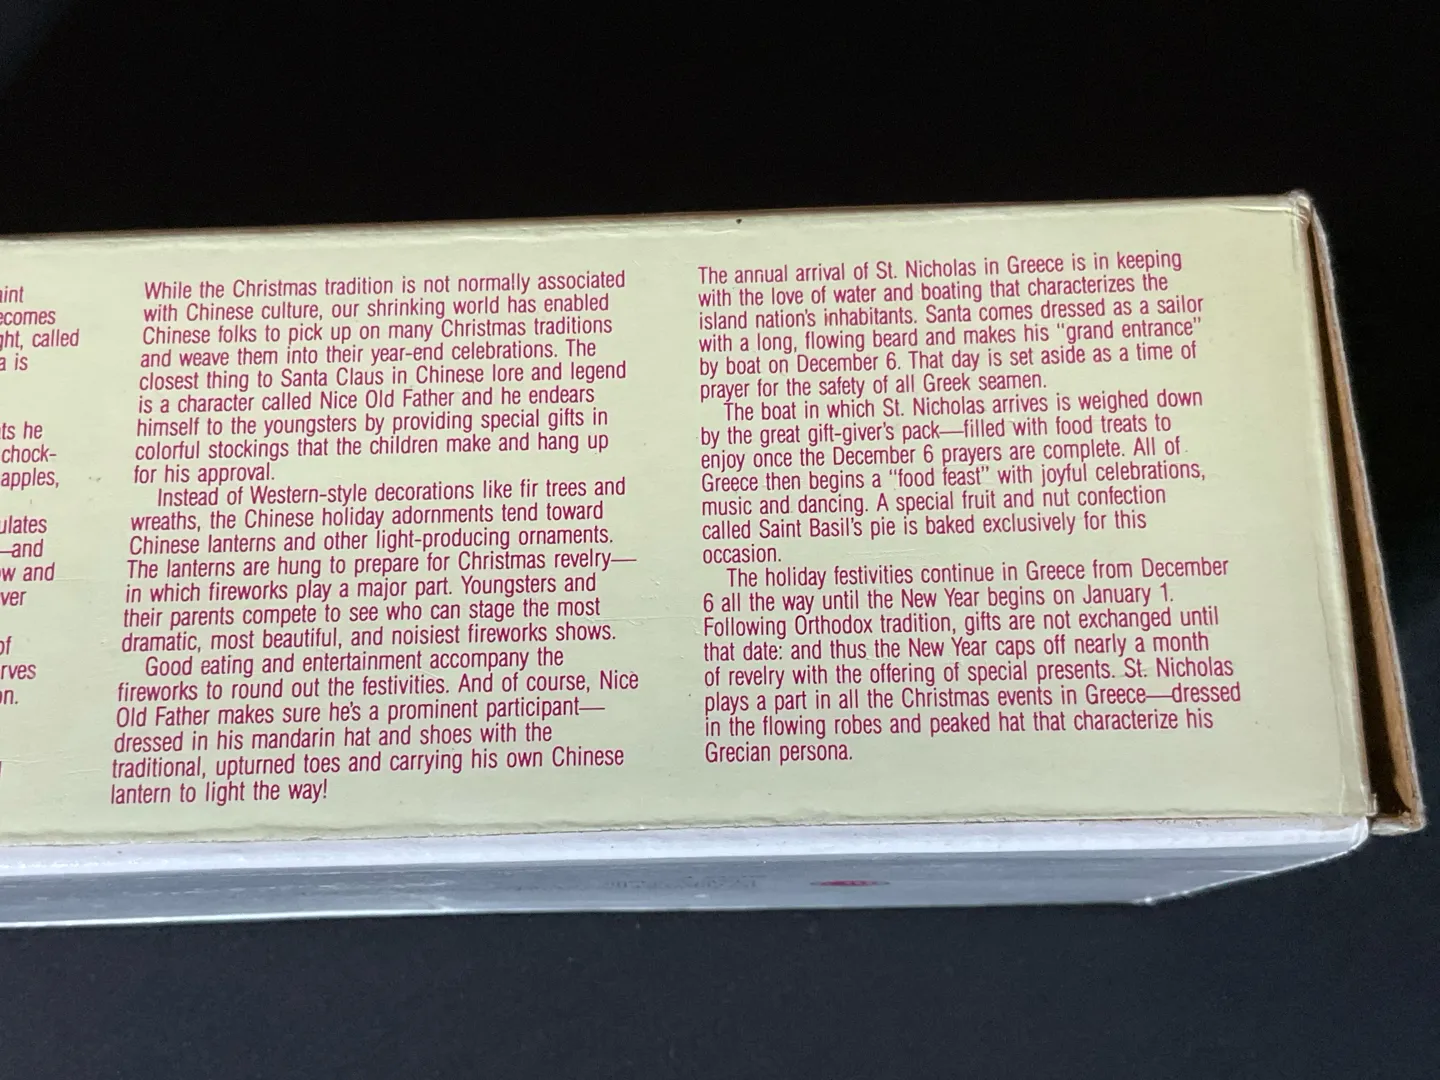 aint
ecomes
ght, called
a is
ts he
chock-
apples,
ulates
—and
w and
ver
of
rves
on.
While the Christmas tradition is not normally associated
with Chinese culture, our shrinking world has enabled
Chinese folks to pick up on many Christmas traditions
and weave them into their year-end celebrations. The
closest thing to Santa Claus in Chinese lore and legend
is a character called Nice Old Father and he endears
himself to the youngsters by providing special gifts in
colorful stockings that the children make and hang up
for his approval.
Instead of Western-style decorations like fir trees and
wreaths, the Chinese holiday adornments tend toward
Chinese lanterns and other light-producing ornaments.
The lanterns are hung to prepare for Christmas revelry—
in which fireworks play a major part. Youngsters and
their parents compete to see who can stage the most
dramatic, most beautiful, and noisiest fireworks shows.
Good eating and entertainment accompany the
fireworks to round out the festivities. And of course, Nice
Old Father makes sure he's a prominent participant—
dressed in his mandarin hat and shoes with the
traditional, upturned toes and carrying his own Chinese
lantern to light the way!
The annual arrival of St. Nicholas in Greece is in keeping
with the love of water and boating that characterizes the
island nation's inhabitants. Santa comes dressed as a sailor
with a long, flowing beard and makes his "grand entrance"
by boat on December 6. That day is set aside as a time of
prayer for the safety of all Greek seamen.
The boat in which St. Nicholas arrives is weighed down
by the great gift-giver's pack—filled with food treats to
enjoy once the December 6 prayers are complete. All of
Greece then begins a "food feast" with joyful celebrations,
music and dancing. A special fruit and nut confection
called Saint Basil's pie is baked exclusively for this
occasion.
The holiday festivities continue in Greece from December
6 all the way until the New Year begins on January 1.
Following Orthodox tradition, gifts are not exchanged until
that date: and thus the New Year caps off nearly a month
of revelry with the offering of special presents. St. Nicholas
plays a part in all the Christmas events in Greece—dressed
in the flowing robes and peaked hat that characterize his
Grecian persona.